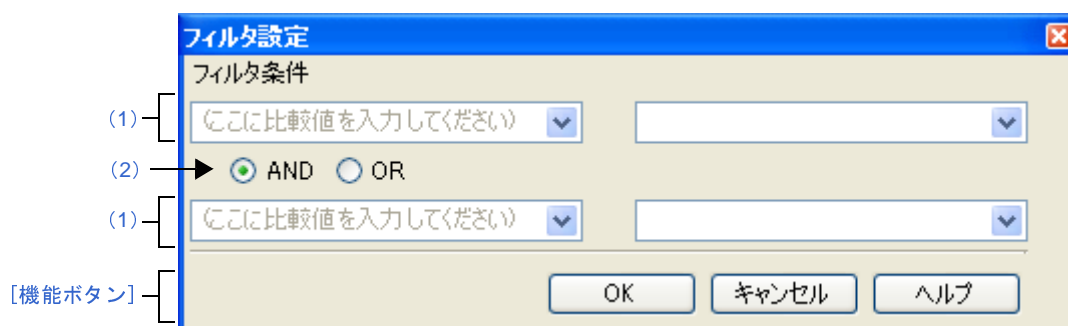 フィルタ設定
フィルタ条件
(1) (ここに比較値を入力してください)
(2) AND OR
(1) (ここに比較値を入力してください)
[機能ボタン] OK キャンセル ヘルプ